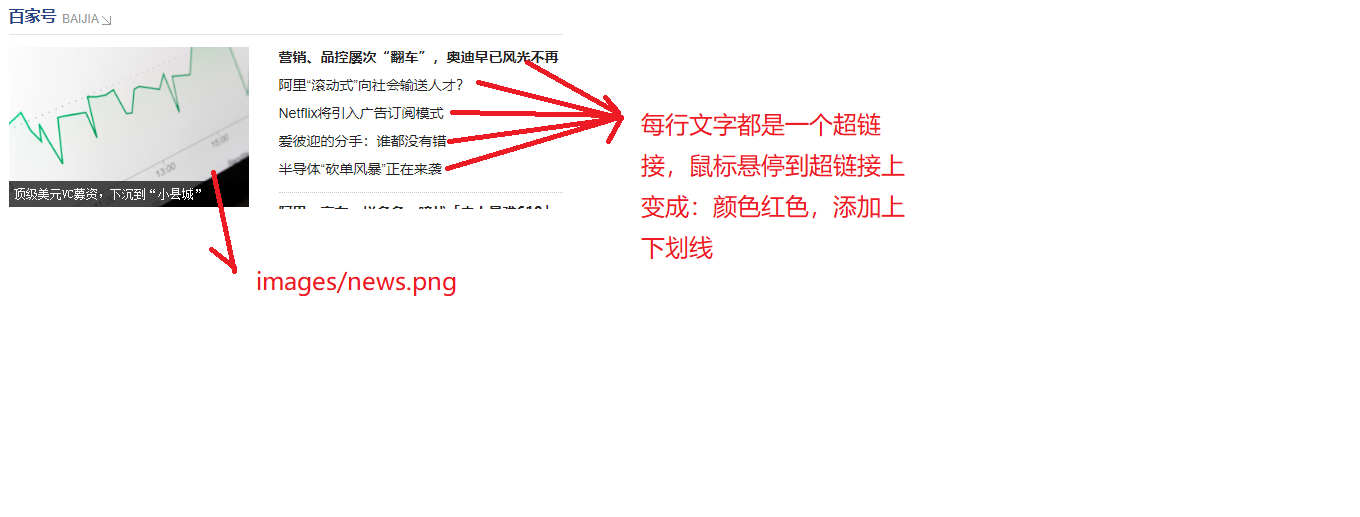 百家号 BAIJIA
营销、品控屡次“翻车”，奥迪早已风光不再
阿里“滚动式”向社会输送人才？
Netflix将引入广告订阅模式
爱彼迎的分手：谁都没有错
半导体“砍单风暴”正在来袭
13:00
15:00
顶级美元VC募资，下沉到“小县城”
每行文字都是一个超链
接，鼠标悬停到超链接上
变成：颜色红色，添加上
下划线
images/news.png